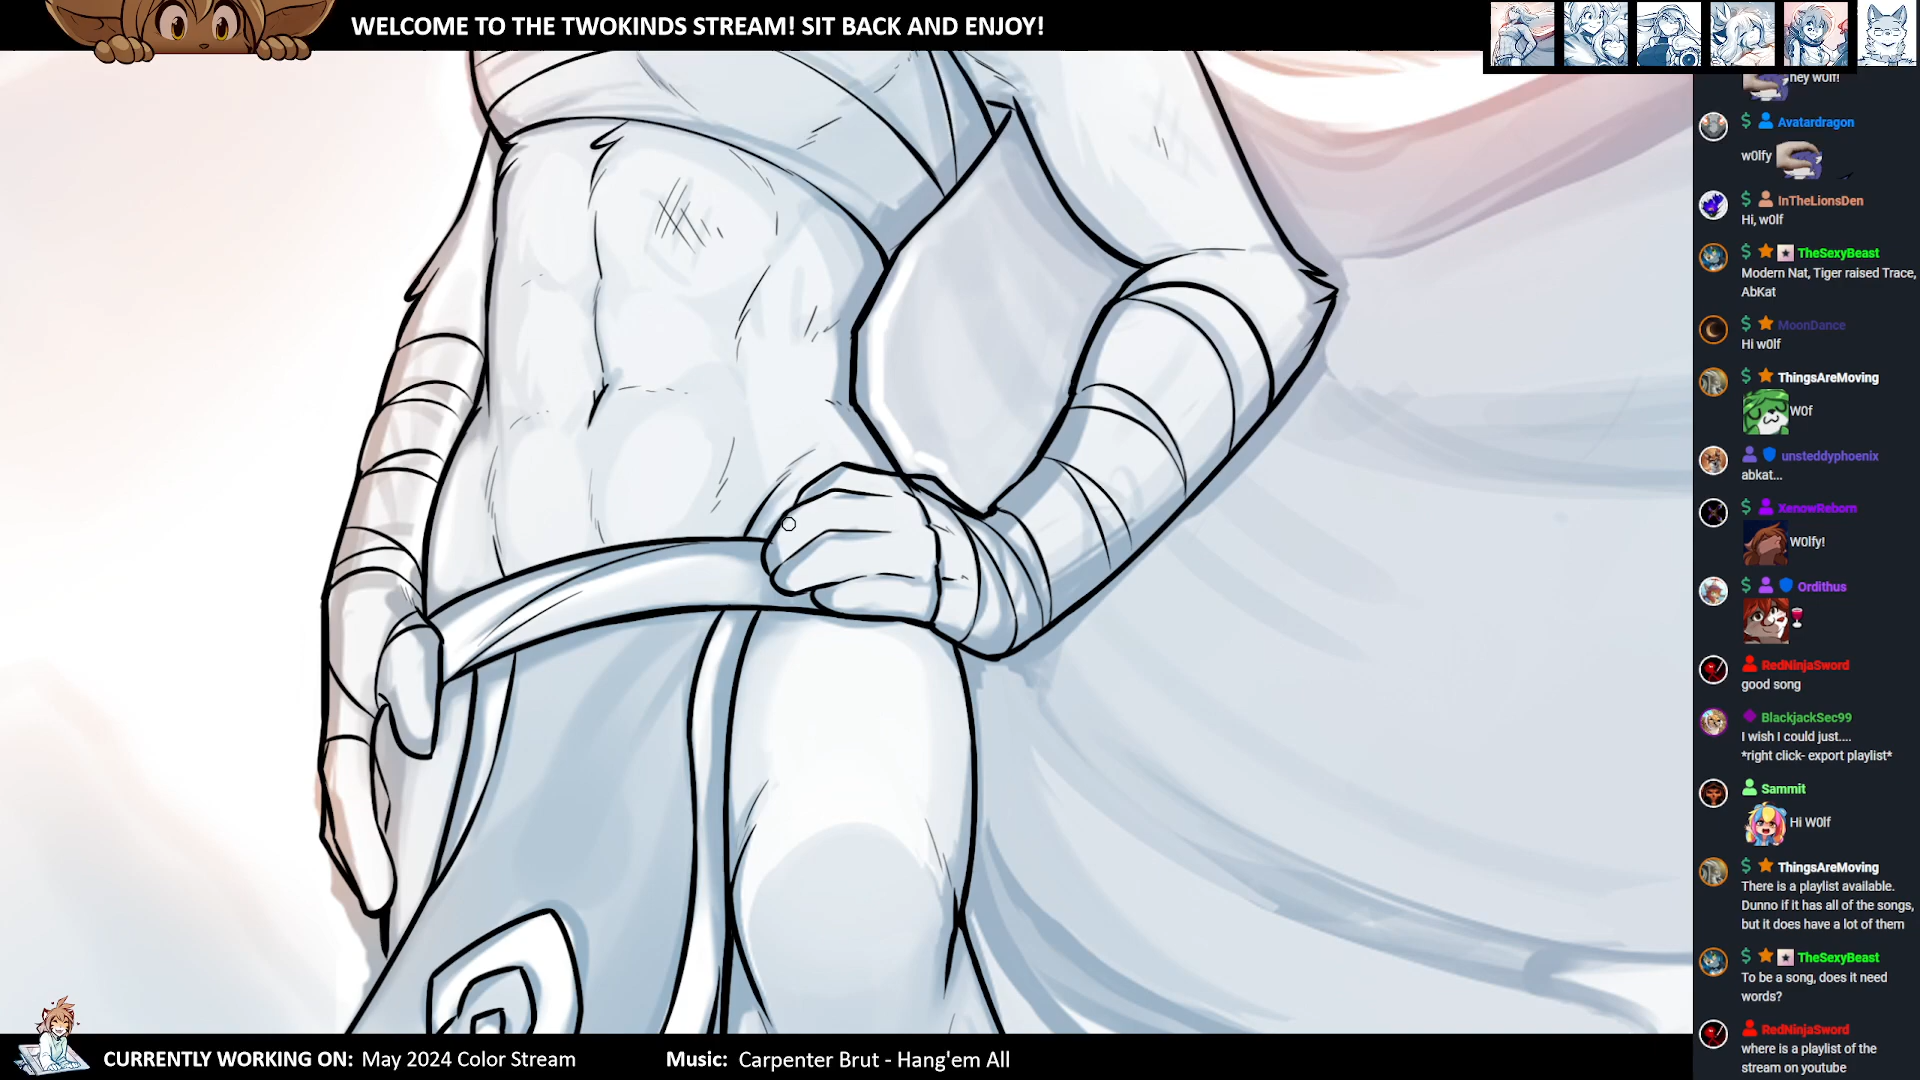 WELCOME TO THE TWOKINDS STREAM! SIT BACK AND ENJOY!
hey w0lf!
Avatardragon
w0lfy
InTheLionsDen
Hi, w0lf
TheSexyBeast
Modern Nat, Tiger raised Trace,
AbKat
MoonDance
Hi w0lf
ThingsAreMoving
W0f
unsteddyphoenix
abkat...
XenowReborn
W0lfy!
Ordithus
RedNinjaSword
good song
BlackjackSec99
I wish I could just....
*right click- export playlist*
Sammit
Hi W0lf
ThingsAreMoving
There is a playlist available.
Dunno if it has all of the songs,
but it does have a lot of them
TheSexyBeast
To be a song, does it need
words?
RedNinjaSword
where is a playlist of the
stream on youtube
CURRENTLY WORKING ON: May 2024 Color Stream
Music: Carpenter Brut - Hang'em All